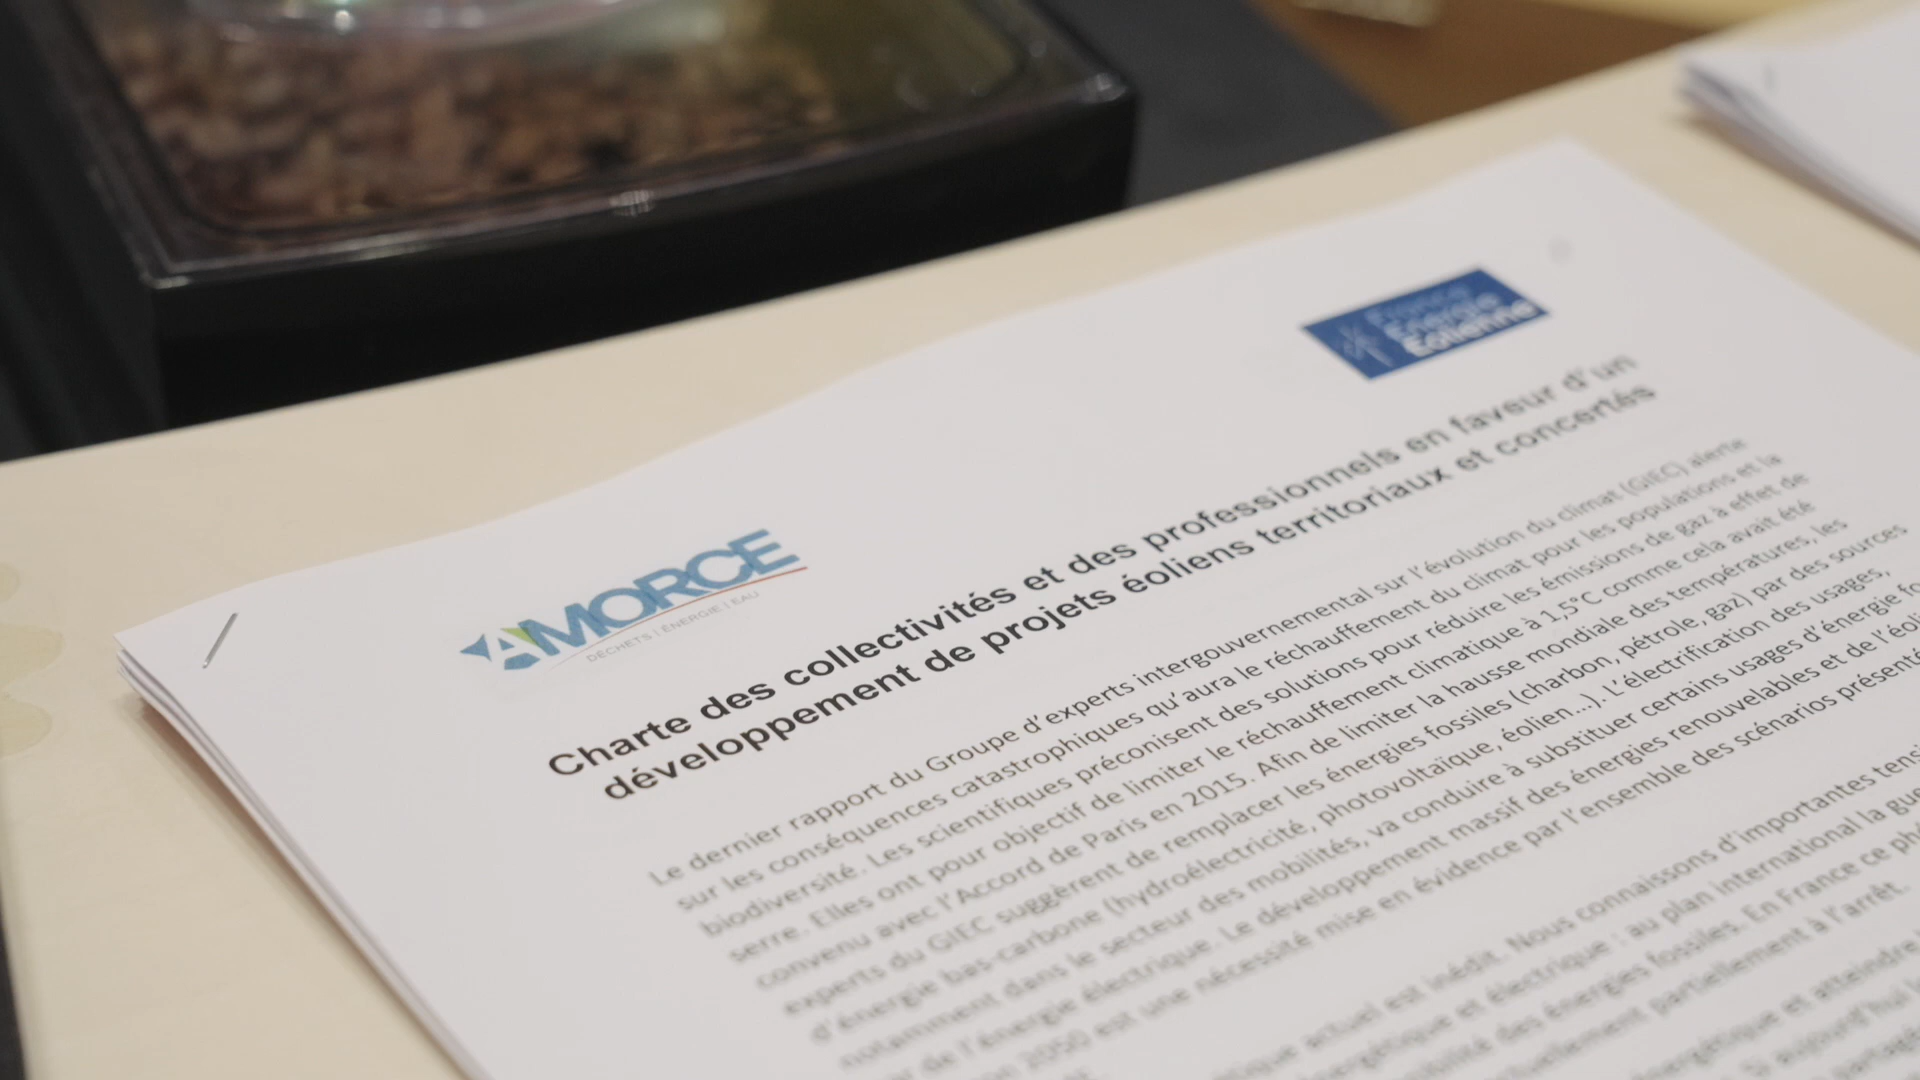 France
Energie
Eolienne
AMORCE
DÉCHETS | ÉNERGIE | EAU
Charte des collectivités et des professionnels en faveur d'un
développement de projets éoliens territoriaux et concertés
Le dernier rapport du Groupe d'experts intergouvernemental sur l'évolution du climat (GIEC) alerte
sur les conséquences catastrophiques qu'aura le réchauffement du climat pour les populations et la
biodiversité. Les scientifiques préconisent des solutions pour réduire les émissions de gaz à effet de
serre. Elles ont pour objectif de limiter le réchauffement climatique à 1,5°C comme cela avait été
convenu avec l'Accord de Paris en 2015. Afin de limiter la hausse mondiale des températures, les
experts du GIEC suggèrent de remplacer les énergies fossiles (charbon, pétrole, gaz) par des sources
d'énergie bas-carbone (hydroélectricité, photovoltaïque, éolien...). L'électrification des usages,
notamment dans le secteur des mobilités, va conduire à substituer certains usages d'énergie
par de l'énergie électrique. Le développement massif des énergies renouvelables et de
2050 est une nécessité mise en évidence par l'ensemble des scénarios
actuel est inédit. Nous connaissons d'importantes
énergétique et électrique : au plan international la
des énergies fossiles. En France ce
partiellement à l'arrêt.
énergétique et atteindre